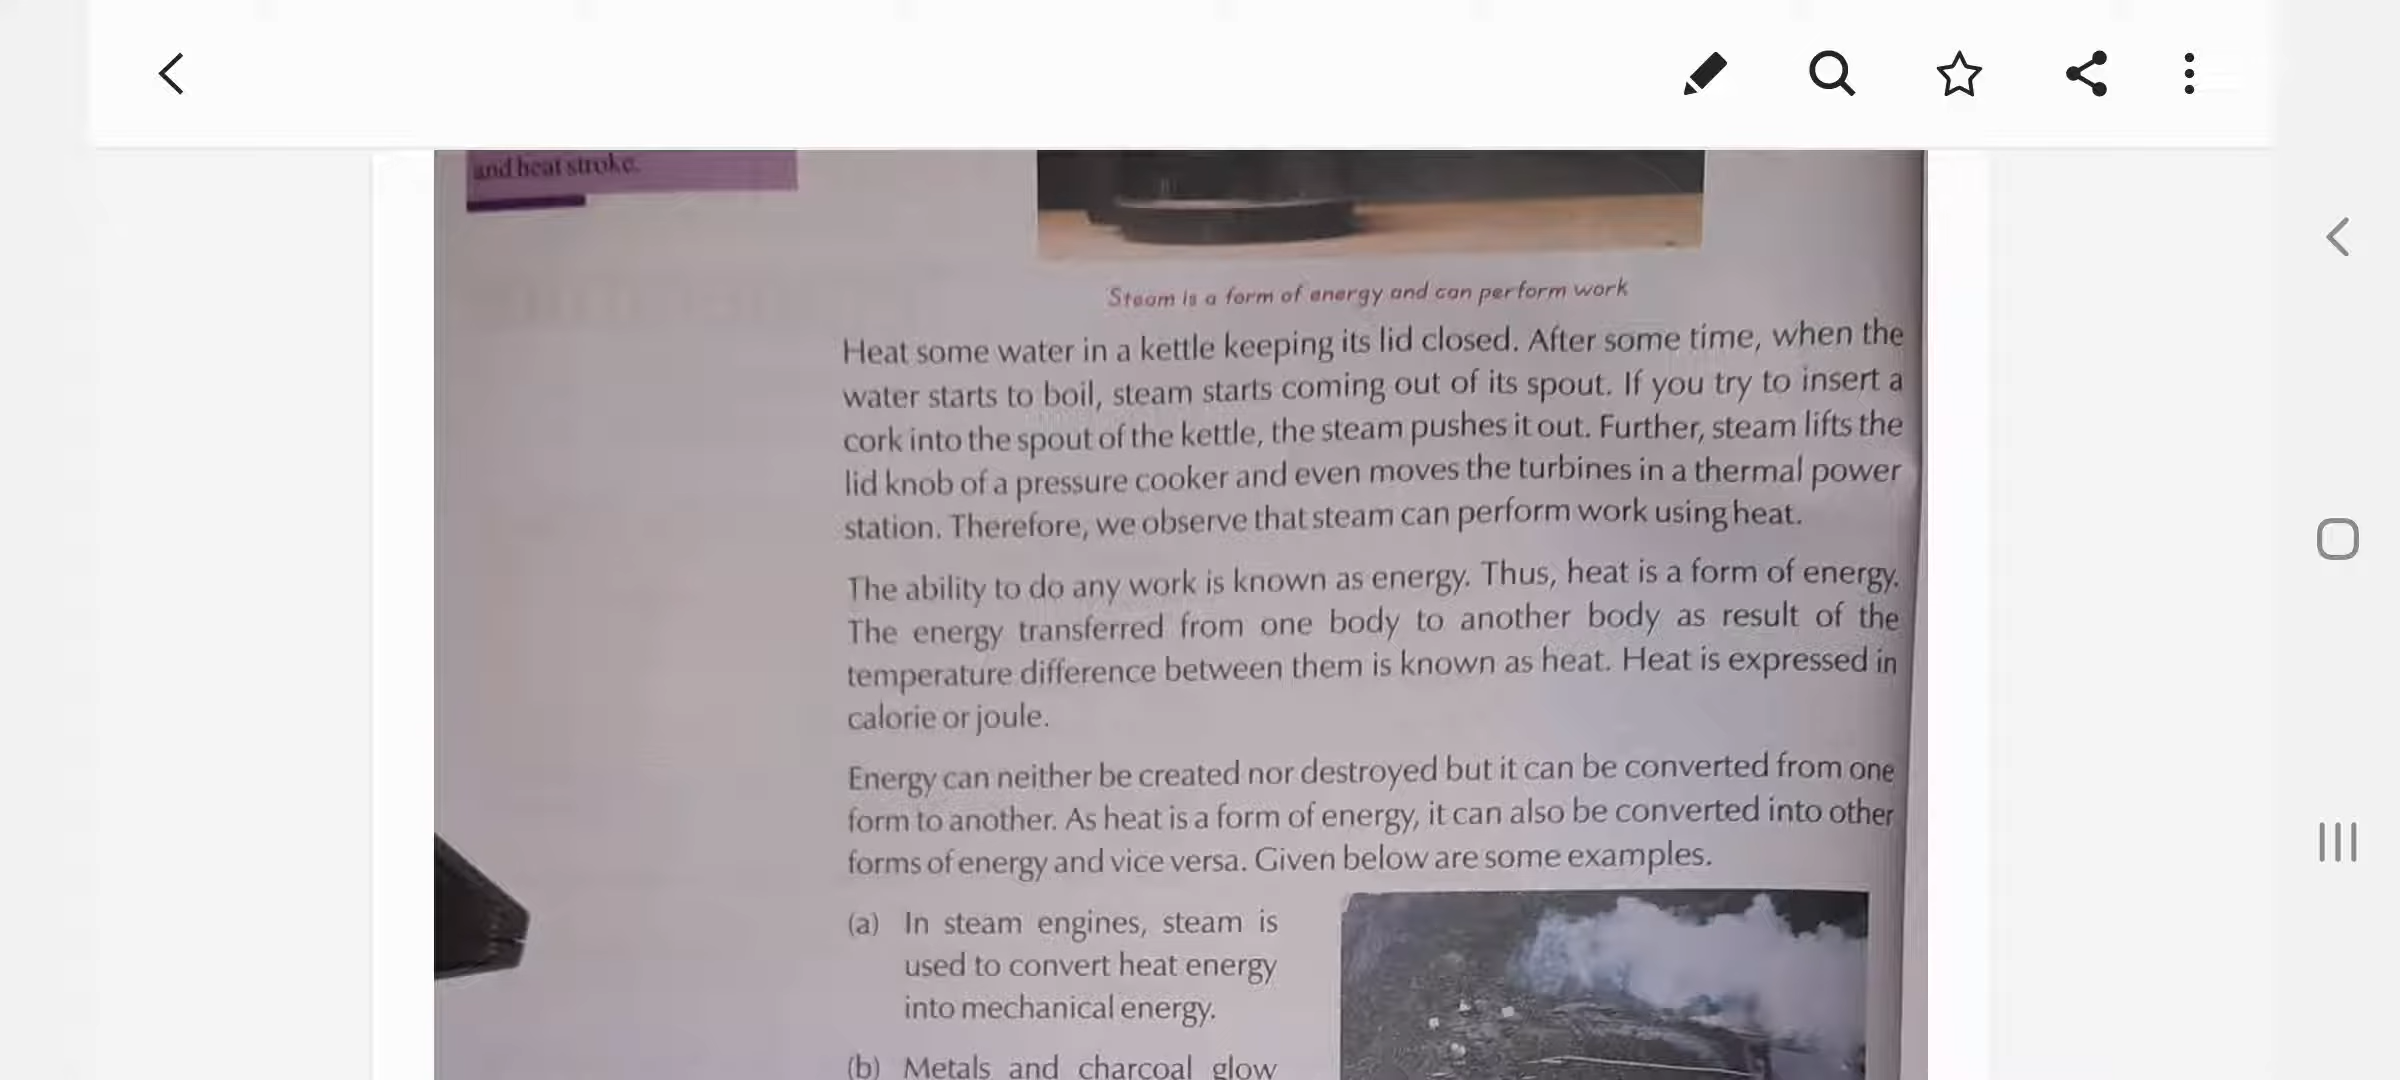 and heat stroke.
Steam is a form of energy and can perform work
Heat some water in a kettle keeping its lid closed. After some time, when the
water starts to boil, steam starts coming out of its spout. If you try to insert a
cork into the spout of the kettle, the steam pushes it out. Further, steam lifts the
lid knob of a pressure cooker and even moves the turbines in a thermal power
station. Therefore, we observe that steam can perform work using heat.
The ability to do any work is known as energy. Thus, heat is a form of energy.
The energy transferred from one body to another body as result of the
temperature difference between them is known as heat. Heat is expressed in
calorie or joule.
Energy can neither be created nor destroyed but it can be converted from one
form to another. As heat is a form of energy, it can also be converted into other
forms of energy and vice versa. Given below are some examples.
(a) In steam engines, steam is
used to convert heat energy
into mechanical energy.
(b) Metals and charcoal glow